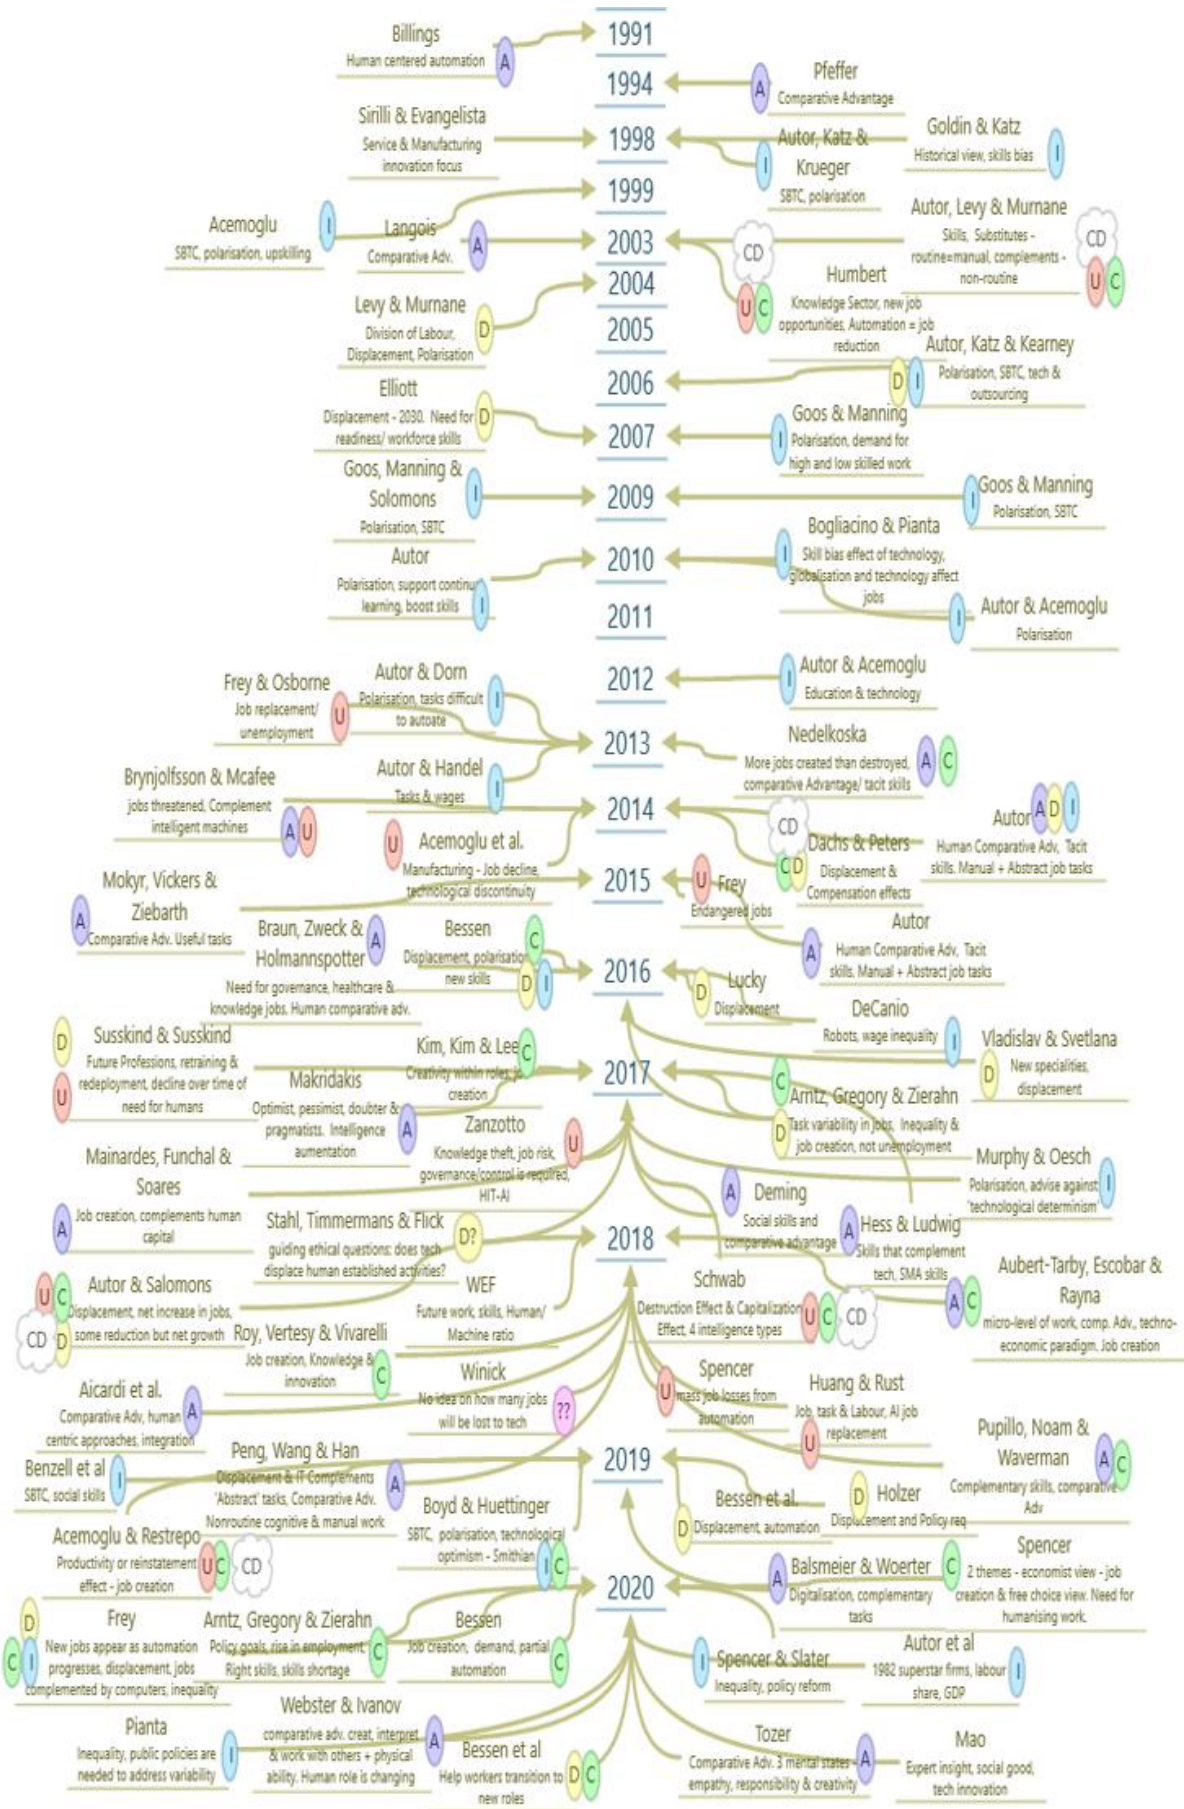 1991
Billings
Human centered automation
A
1994
A
Pfeffer
Comparative Advantage
1998
Sirilli & Evangelista
Service & Manufacturing
innovation focus
Autor, Katz &
Krueger
SBTC, polarisation
I
Goldin & Katz
Historical view, skills bias
I
1999
Acemoglu
SBTC, polarisation, upskilling
I
2003
Langois
Comparative Adv.
A
Autor, Levy & Murnane
Skills, Substitutes -
routine=manual, complements -
non-routine
CD
U C
CD
U C
Humbert
Knowledge Sector, new job
opportunities, Automation = job
reduction
2004
Levy & Murnane
Division of Labour,
Displacement, Polarisation
D
2005
2006
Autor, Katz & Kearney
Polarisation, SBTC, tech &
outsourcing
D I
2007
Elliott
Displacement - 2030. Need for
readiness/ workforce skills
D
Goos & Manning
Polarisation, demand for
high and low skilled work
I
2009
Goos, Manning &
Solomons
Polarisation, SBTC
I
Goos & Manning
Polarisation, SBTC
I
2010
Autor
Polarisation, support continu
learning, boost skills
I
Bogliacino & Pianta
Skill bias effect of technology,
globalisation and technology affect
jobs
I
Autor & Acemoglu
Polarisation
I
2011
2012
Autor & Acemoglu
Education & technology
I
2013
Frey & Osborne
Job replacement/
unemployment
U
Autor & Dorn
Polarisation, tasks difficult
to autoate
I
Autor & Handel
Tasks & wages
I
Nedelkoska
More jobs created than destroyed,
comparative Advantage/ tacit skills
A C
2014
Brynjolfsson & Mcafee
jobs threatened, Complement
intelligent machines
A U
U
Acemoglu et al.
Manufacturing - Job decline,
technological discontinuity
CD
C D
Dachs & Peters
Displacement &
Compensation effects
Autor
A D I
Human Comparative Adv, Tacit
skills. Manual + Abstract job tasks
2015
Mokyr, Vickers &
Ziebarth
Comparative Adv. Useful tasks
A
U
Frey
Endangered jobs
Autor
Human Comparative Adv, Tacit
skills. Manual + Abstract job tasks
A
2016
Braun, Zweck &
Holmannspotter
A
Need for governance, healthcare &
knowledge jobs. Human comparative adv.
Bessen
Displacement, polarisation
new skills
C
D I
Lucky
Displacement
D
DeCanio
Robots, wage inequality
I
Vladislav & Svetlana
New specialities,
displacement
D
2017
D
U
Susskind & Susskind
Future Professions, retraining &
redeployment, decline over time of
need for humans
Kim, Kim & Lee
Creativity within roles, jo
creation
C
Makridakis
Optimist, pessimist, doubter &
pragmatists. Intelligence
aumentation
A
Zanzotto
Knowledge theft, job risk,
governance/control is required,
HIT-AI
U
C
D
Arntz, Gregory & Zierahn
Task variability in jobs, Inequality &
job creation, not unemployment
Murphy & Oesch
Polarisation, advise against
'technological determinism'
I
Mainardes, Funchal &
Soares
Job creation, complements human
capital
A
A
Deming
Social skills and
comparative advantage
A
Hess & Ludwig
Skills that complement
tech, SMA skills
2018
Stahl, Timmermans & Flick
guiding ethical questions: does tech
displace human established activities?
D?
Autor & Salomons
Displacement, net increase in jobs,
some reduction but net growth
U C
CD D
WEF
Future work, skills, Human/
Machine ratio
Schwab
Destruction Effect & Capitalization
Effect, 4 intelligence types
U C CD
Aubert-Tarby, Escobar &
Rayna
micro-level of work, comp. Adv., techno-
economic paradigm. Job creation
A C
Roy, Vertesy & Vivarelli
Job creation, Knowledge &
innovation
C
Winick
No idea on how many jobs
will be lost to tech
??
Spencer
mass job losses from
automation
U
Huang & Rust
Job, task & Labour, AI job
replacement
U
Aicardi et al.
Comparative Adv, human
centric approaches, integration
A
Pupillo, Noam &
Waverman
Complementary skills, comparative
Adv
A C
2019
Peng, Wang & Han
Displacement & IT Complements
'Abstract' tasks, Comparative Adv.
Nonroutine cognitive & manual work
A
Benzell et al
SBTC, social skills
I
Boyd & Huettinger
SBTC, polarisation, technological
optimism - Smithian
I C
Bessen et al.
Displacement, automation
D
D
Holzer
Displacement and Policy req
Acemoglu & Restrepo
Productivity or reinstatement
effect - job creation
U C CD
2020
A
Balsmeier & Woerter
Digitalisation, complementary
tasks
C
Spencer
2 themes - economist view - job
creation & free choice view. Need for
humanising work.
D
C I
Frey
New jobs appear as automation
progresses, displacement, jobs
complemented by computers, inequality
Arntz, Gregory & Zierahn
Policy goals, rise in employment,
Right skills, skills shortage
C
Bessen
Job creation, demand, partial
automation
C
I
Spencer & Slater
Inequality, policy reform
Autor et al
1982 superstar firms, labour
share, GDP
I
Pianta
Inequality, public policies are
needed to address variability
I
Webster & Ivanov
comparative adv. creat, interpret
& work with others + physical
ability. Human role is changing
A
Bessen et al
Help workers transition to
new roles
D C
Tozer
Comparative Adv. 3 mental states -
empathy, responsibility & creativity
A
Mao
Expert insight, social good,
tech innovation